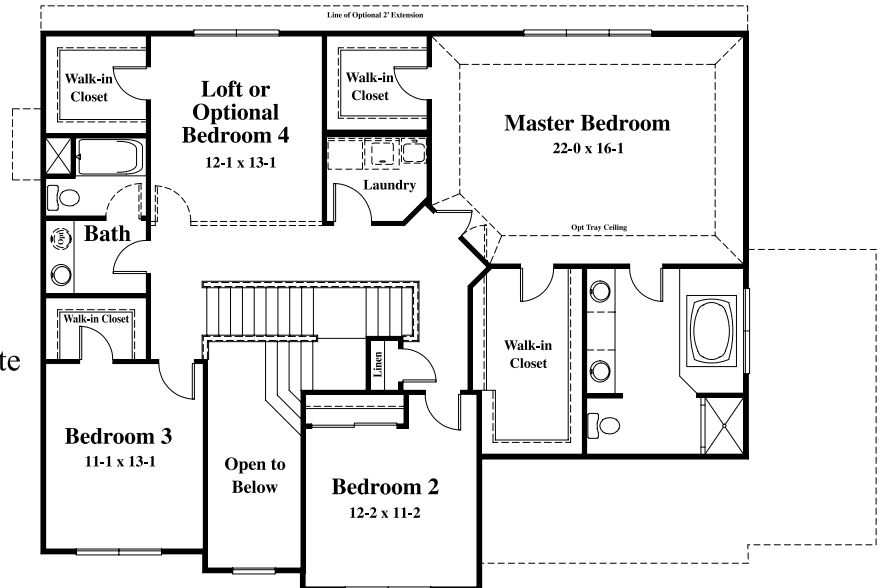 Line of Optional 2' Extension
Walk-in
Closet
Loft or
Optional
Bedroom 4
12-1 x 13-1
Walk-in
Closet
Master Bedroom
22-0 x 16-1
Laundry
Opt Tray Ceiling
Bath
(Opt)
Walk-in Closet
te
Linen
Walk-in
Closet
Bedroom 3
11-1 x 13-1
Open to
Below
Bedroom 2
12-2 x 11-2